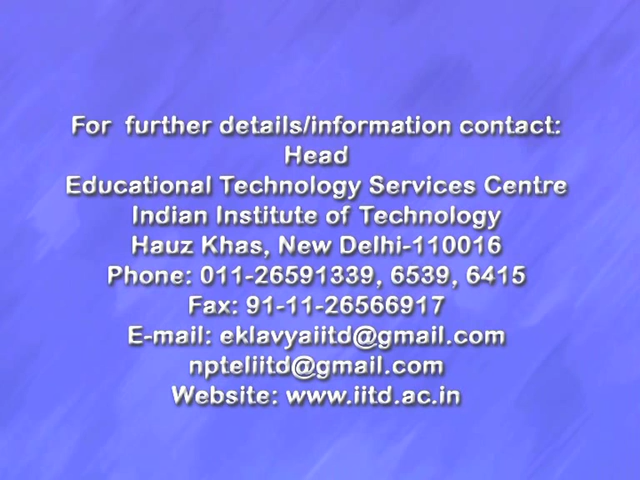 For further details/information contact:
Head
Educational Technology Services Centre
Indian Institute of Technology
Hauz Khas, New Delhi-110016
Phone: 011-26591339, 6539, 6415
Fax: 91-11-26566917
E-mail: eklavyaiitd@gmail.com
npteliitd@gmail.com
Website: www.iitd.ac.in